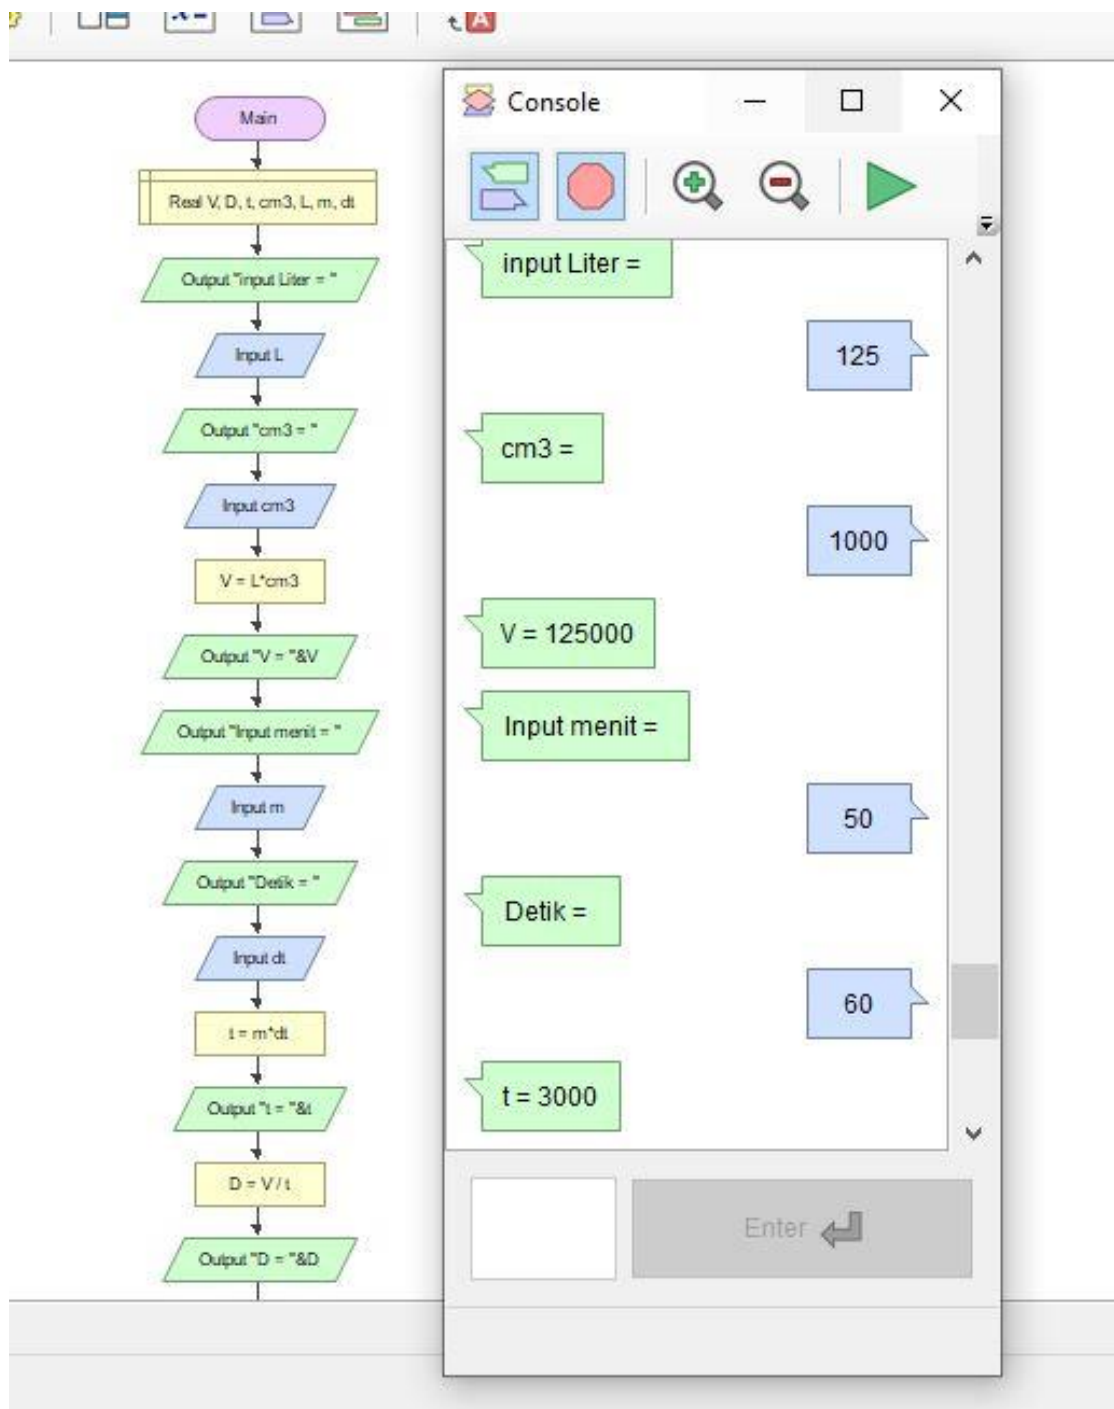 A
Main
Real V, D, t, cm3, L, m, dt
Output "input Liter = "
Input L
Output "cm3 = "
Input cm3
V = L*cm3
Output "V = "&V
Output "Input menit = "
Input m
Output "Detik = "
Input dt
t = m*dt
Output "t = "&t
D = V / t
Output "D = "&D
Console
input Liter =
125
cm3 =
1000
V = 125000
Input menit =
50
Detik =
60
t = 3000
Enter